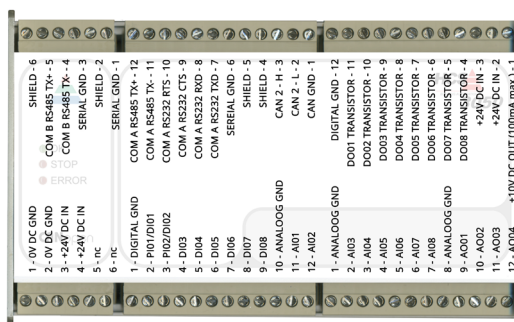 SHIELD - 6
COM B RS485 TX+ - 5
COM B RS485 TX- - 4
SERIAL GND - 3
SHIELD - 2
SERIAL GND - 1
COM A RS485 TX+ - 12
COM A RS485 TX- - 11
COM A RS232 RTS - 10
COM A RS232 CTS - 9
COM A RS232 RXD - 8
COM A RS232 TXD - 7
SEREIAL GND - 6
SHIELD - 5
SHIELD - 4
CAN 2 - H - 3
CAN 2 - L - 2
CAN GND - 1
DIGITAL GND - 12
DO01 TRANSISTOR - 11
DO02 TRANSISTOR - 10
DO03 TRANSISTOR - 9
DO04 TRANSISTOR - 8
DO05 TRANSISTOR - 7
DO06 TRANSISTOR - 6
DO07 TRANSISTOR - 5
DO08 TRANSISTOR - 4
+24V DC IN - 3
+24V DC IN - 2
+10V DC OUT (100mA max.) - 1
STOP
ERROR
1 - 0V DC GND
2 - 0V DC GND
3 - +24V DC IN
4 - +24V DC IN
5 - nc
6 - nc
1 - DIGITAL GND
2 - PI01/DI01
3 - PI02/DI02
4 - DI03
5 - DI04
6 - DI05
7 - DI06
8 - DI07
9 - DI08
10 - ANALOOG GND
11 - AI01
12 - AI02
1 - ANALOOG GND
2 - AI03
3 - AI04
4 - AI05
5 - AI06
6 - AI07
7 - AI08
8 - ANALOOG GND
9 - AO01
10 - AO02
11 - AO03
12 - AO04